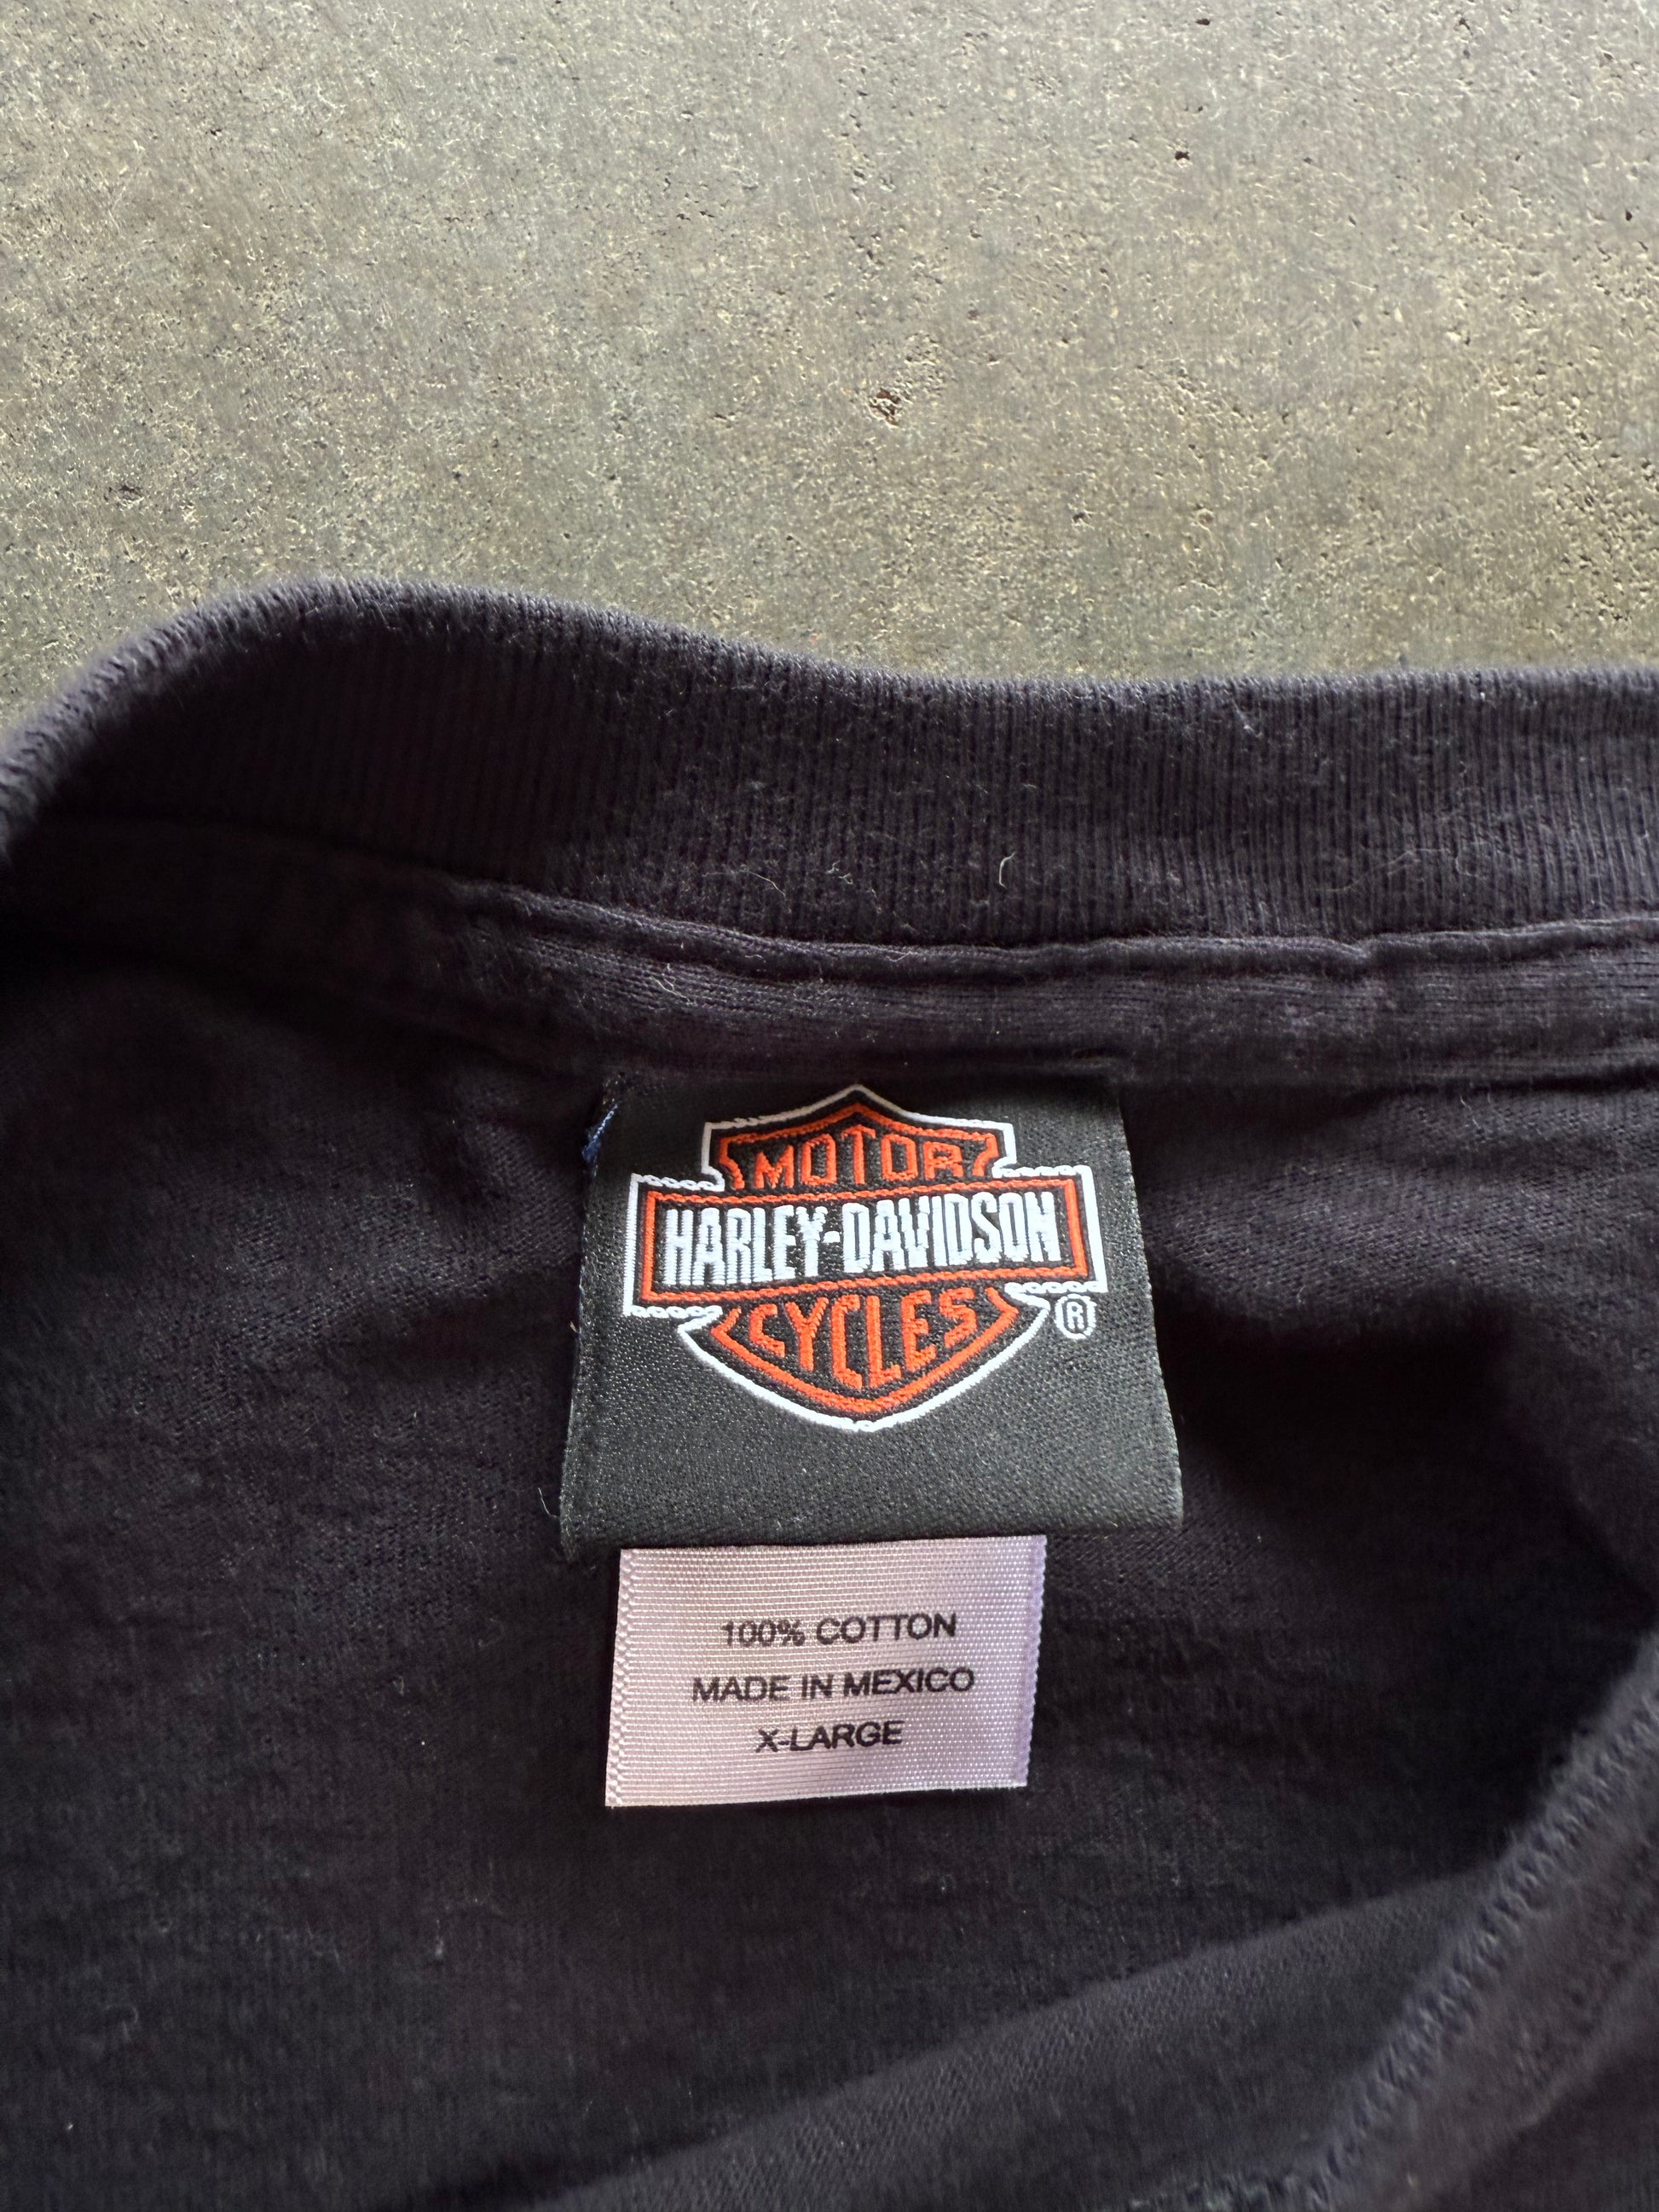 MOTOR
HARLEY-DAVIDSON
CYCLES
®
100% COTTON
MADE IN MEXICO
X-LARGE